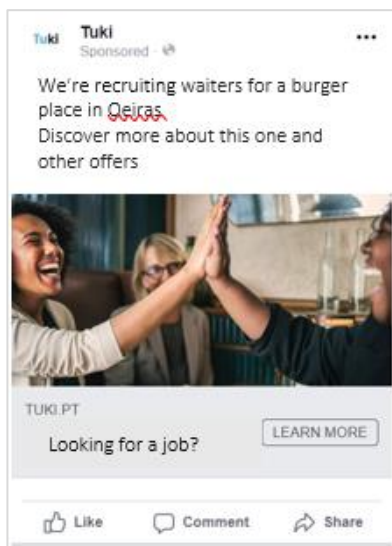 Tuki
Tuki
Sponsored ·
We're recruiting waiters for a burger
place in Oeiras
Discover more about this one and
other offers
TUKI.PT
Looking for a job?
LEARN MORE
Like
Comment
Share